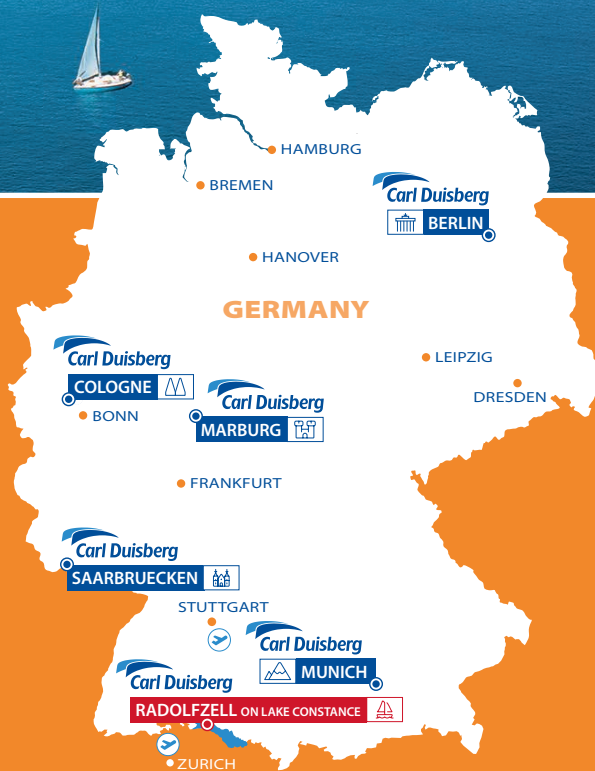 HAMBURG
BREMEN
Carl Duisberg
BERLIN
HANOVER
GERMANY
Carl Duisberg
COLOGNE
LEIPZIG
DRESDEN
Carl Duisberg
MARBURG
BONN
FRANKFURT
Carl Duisberg
SAARBRUECKEN
STUTTGART
Carl Duisberg
MUNICH
Carl Duisberg
RADOLFZELL ON LAKE CONSTANCE
ZURICH